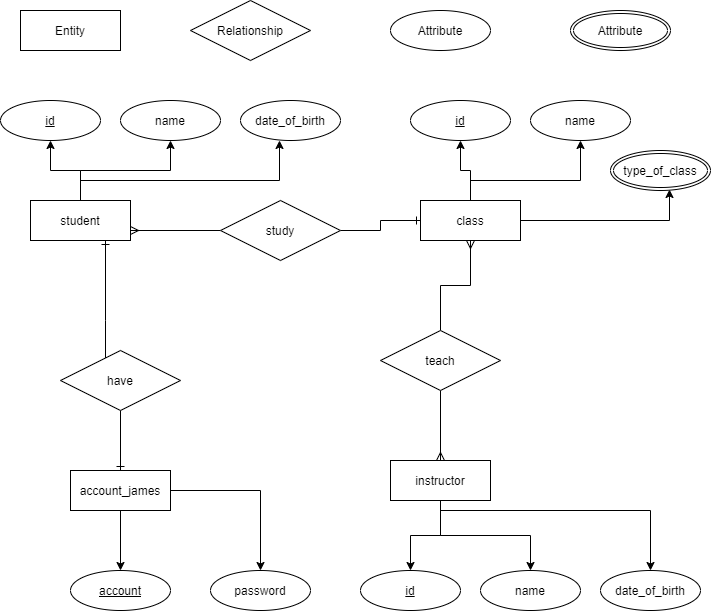 Entity
Relationship
Attribute
Attribute
id
name
date_of_birth
id
name
type_of_class
student
study
class
teach
have
account_james
instructor
account
password
id
name
date_of_birth